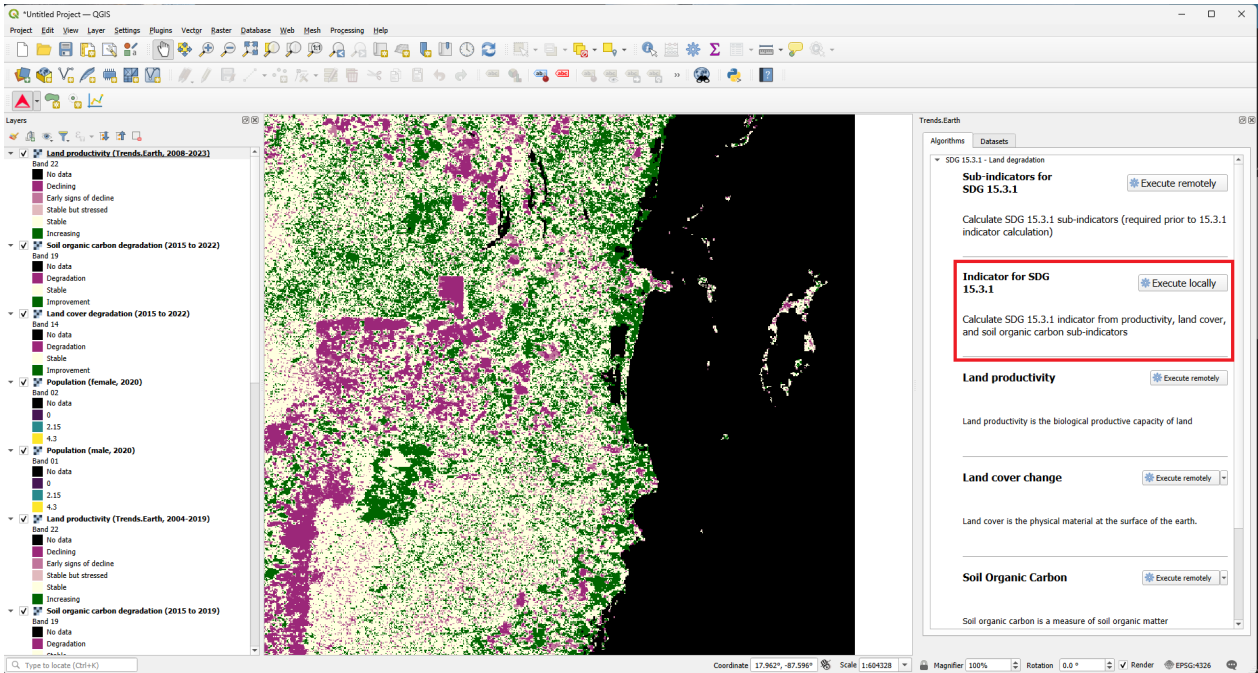 *Untitled Project — QGIS
Project Edit View Layer Settings Plugins Vector Raster Database Web Mesh Processing Help
Layers
Land productivity (Trends.Earth, 2008-2023)
Band 22
No data
Declining
Early signs of decline
Stable but stressed
Stable
Increasing
Soil organic carbon degradation (2015 to 2022)
Band 19
No data
Degradation
Stable
Improvement
Land cover degradation (2015 to 2022)
Band 14
No data
Degradation
Stable
Improvement
Population (female, 2020)
Band 02
No data
0
2.15
4.3
Population (male, 2020)
Band 01
No data
0
2.15
4.3
Land productivity (Trends.Earth, 2004-2019)
Band 22
No data
Declining
Early signs of decline
Stable but stressed
Stable
Increasing
Soil organic carbon degradation (2015 to 2019)
Band 19
No data
Degradation
Stable
Trends.Earth
Algorithms Datasets
SDG 15.3.1 - Land degradation
Sub-indicators for
SDG 15.3.1
Execute remotely
Calculate SDG 15.3.1 sub-indicators (required prior to 15.3.1
indicator calculation)
Indicator for SDG
15.3.1
Execute locally
Calculate SDG 15.3.1 indicator from productivity, land cover,
and soil organic carbon sub-indicators
Land productivity
Execute remotely
Land productivity is the biological productive capacity of land
Land cover change
Execute remotely
Land cover is the physical material at the surface of the earth.
Soil Organic Carbon
Execute remotely
Soil organic carbon is a measure of soil organic matter
Type to locate (Ctrl+K)
Coordinate 17.962°, -87.596° Scale 1:604328 Magnifier 100% Rotation 0.0 ° Render EPSG:4326